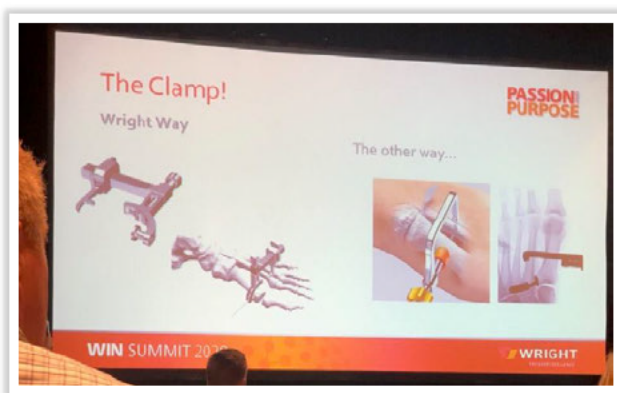 The Clamp!
Wright Way
PASSION
PURPOSE
The other way...
WIN SUMMIT
WRIGHT